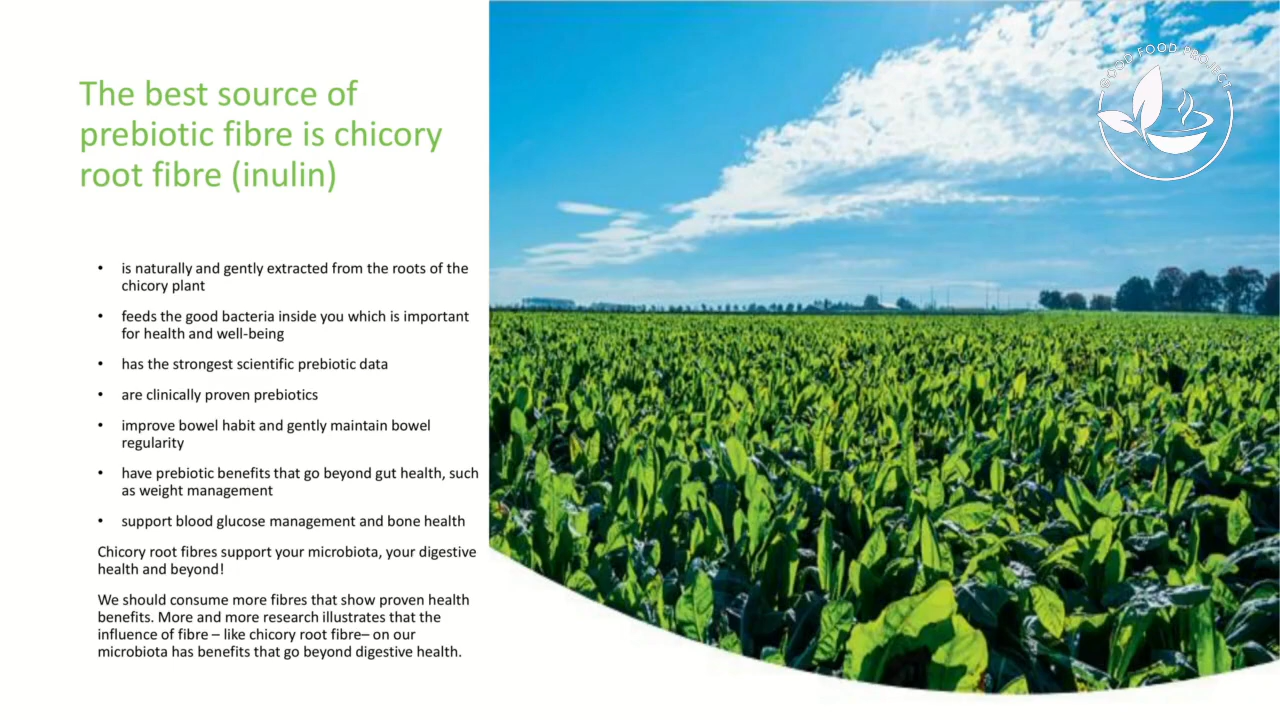 The best source of
prebiotic fibre is chicory
root fibre (inulin)
• is naturally and gently extracted from the roots of the
chicory plant
• feeds the good bacteria inside you which is important
for health and well-being
• has the strongest scientific prebiotic data
• are clinically proven prebiotics
• improve bowel habit and gently maintain bowel
regularity
• have prebiotic benefits that go beyond gut health, such
as weight management
• support blood glucose management and bone health
Chicory root fibres support your microbiota, your digestive
health and beyond!
We should consume more fibres that show proven health
benefits. More and more research illustrates that the
influence of fibre – like chicory root fibre– on our
microbiota has benefits that go beyond digestive health.
GOOD FOOD PROJECT